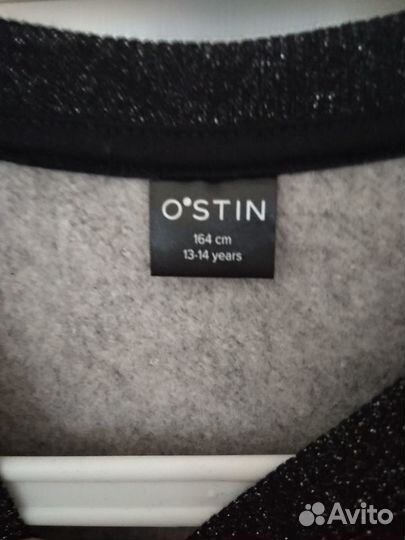 O'STIN
164 cm
13-14 years
Avito